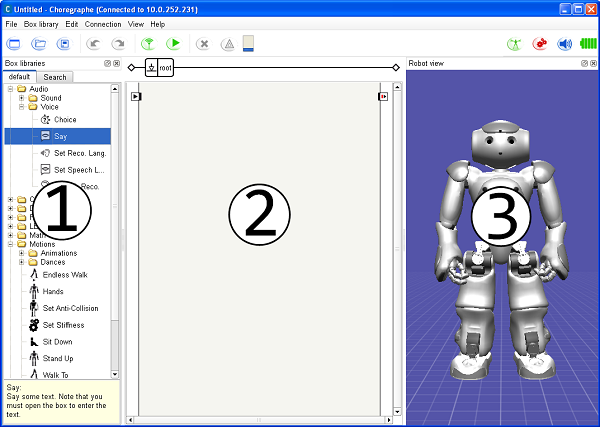 Untitled - Choregraphe (Connected to 10.0.252.231)
File Box library Edit Connection View Help
Box libraries
Robot view
root
default Search
Audio
Sound
Voice
Choice
Say
Set Reco. Lang.
Set Speech L...
Reco.
Math
Motions
Animations
Dances
Endless Walk
Hands
Set Anti-Collision
Set Stiffness
Sit Down
Stand Up
Walk To
Say:
Say some text. Note that you
must open the box to enter the
text.
1
2
3